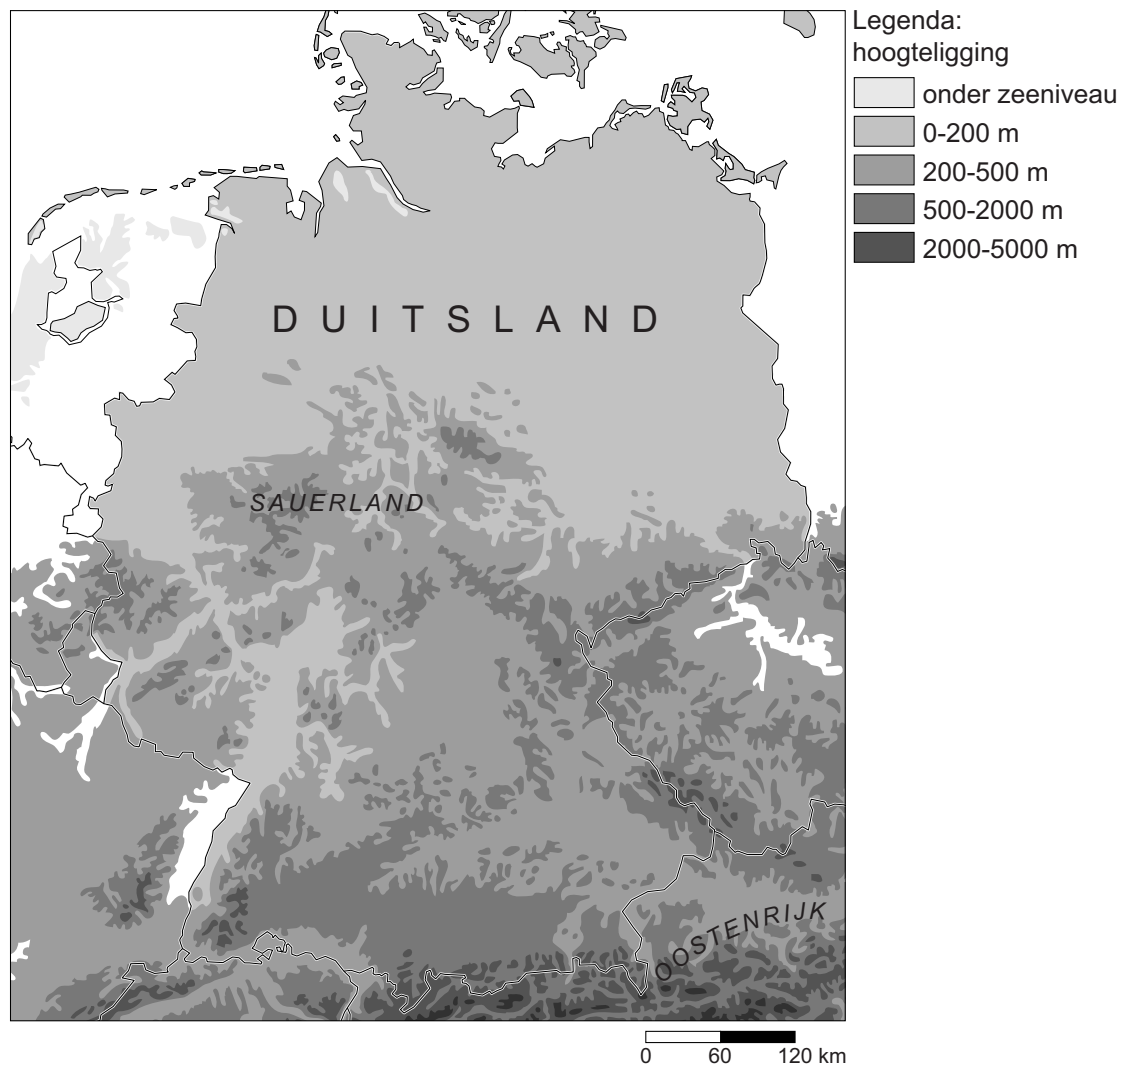 Legenda:
hoogteligging
onder zeeniveau
0-200 m
200-500 m
500-2000 m
2000-5000 m
DUITSLAND
SAUERLAND
OOSTENRIJK
0 60 120 km